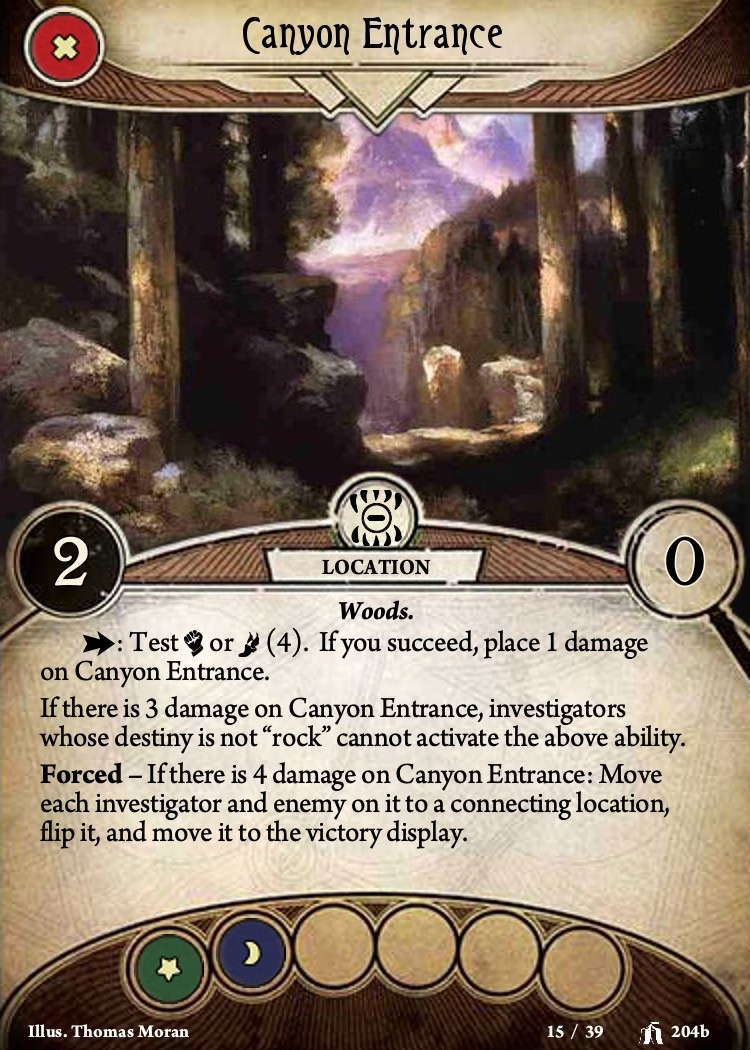 Canyon Entrance
2
LOCATION
0
Woods.
: Test or (4). If you succeed, place 1 damage
on Canyon Entrance.
If there is 3 damage on Canyon Entrance, investigators
whose destiny is not “rock” cannot activate the above ability.
Forced – If there is 4 damage on Canyon Entrance: Move
each investigator and enemy on it to a connecting location,
flip it, and move it to the victory display.
Illus. Thomas Moran
15 / 39
204b